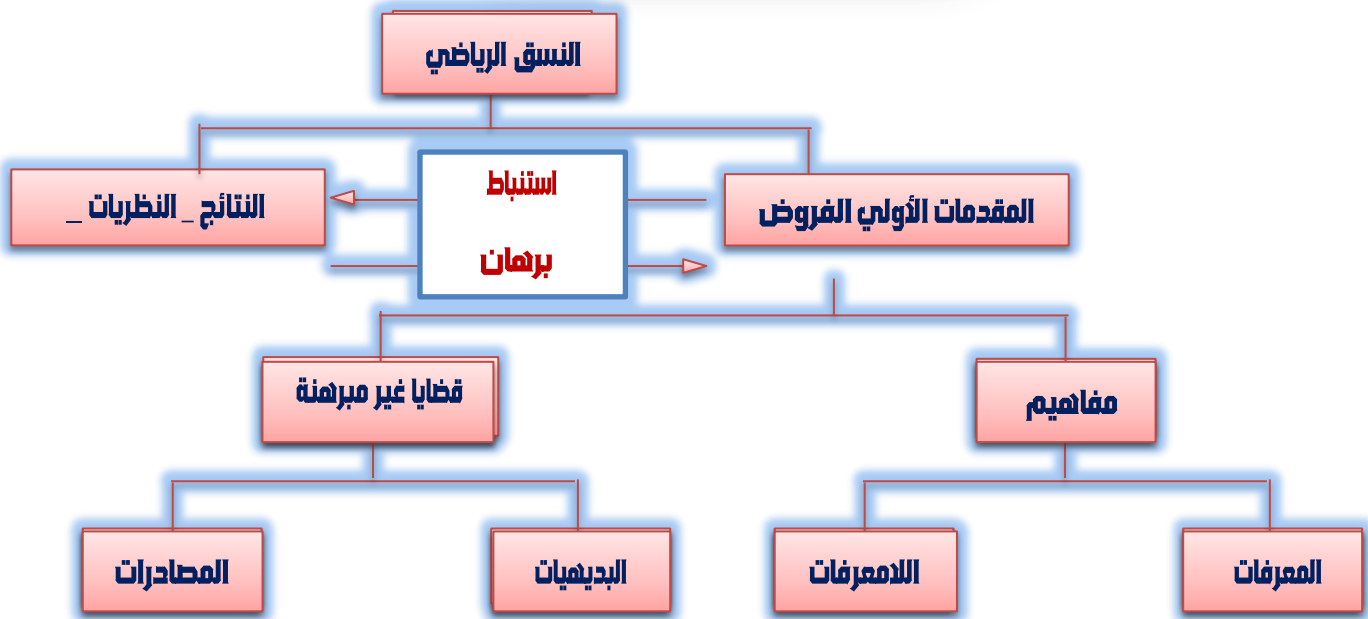 النسق الرياضي
المقدمات الأولي الفروض
استنباط
برهان
النتائج _ النظريات _
مفاهيم
قضايا غير مبرهنة
المعرفات
اللامعرفات
البديهيات
المصادرات